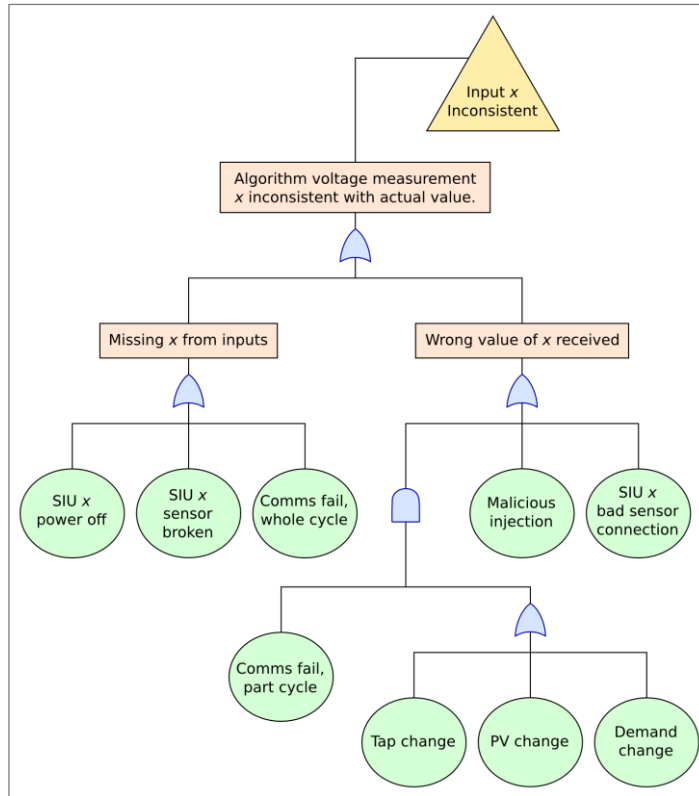 Input x
Inconsistent
Algorithm voltage measurement
x inconsistent with actual value.
Missing x from inputs
Wrong value of x received
SIU x
power off
SIU x
sensor
broken
Comms fail,
whole cycle
Malicious
injection
SIU x
bad sensor
connection
Comms fail,
part cycle
Tap change
PV change
Demand
change